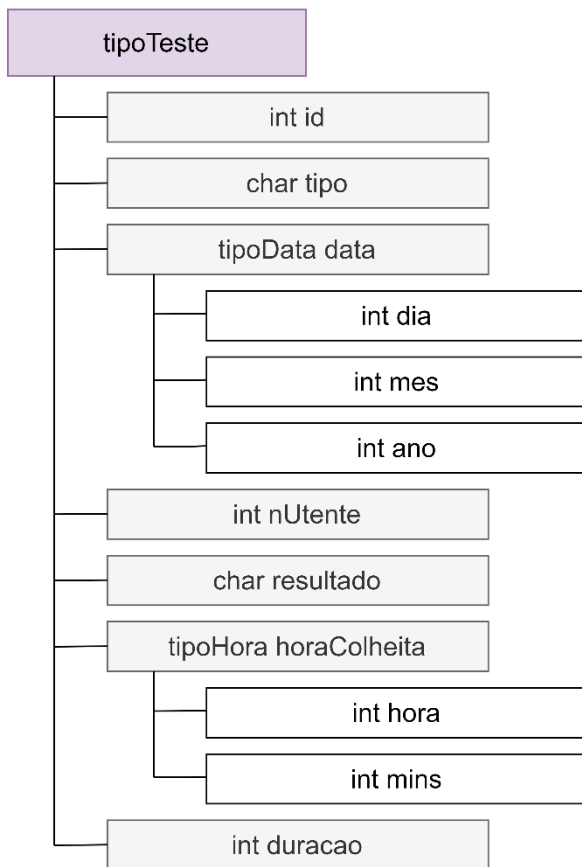 tipoTeste
int id
char tipo
tipoData data
int dia
int mes
int ano
int nUtente
char resultado
tipoHora horaColheita
int hora
int mins
int duracao